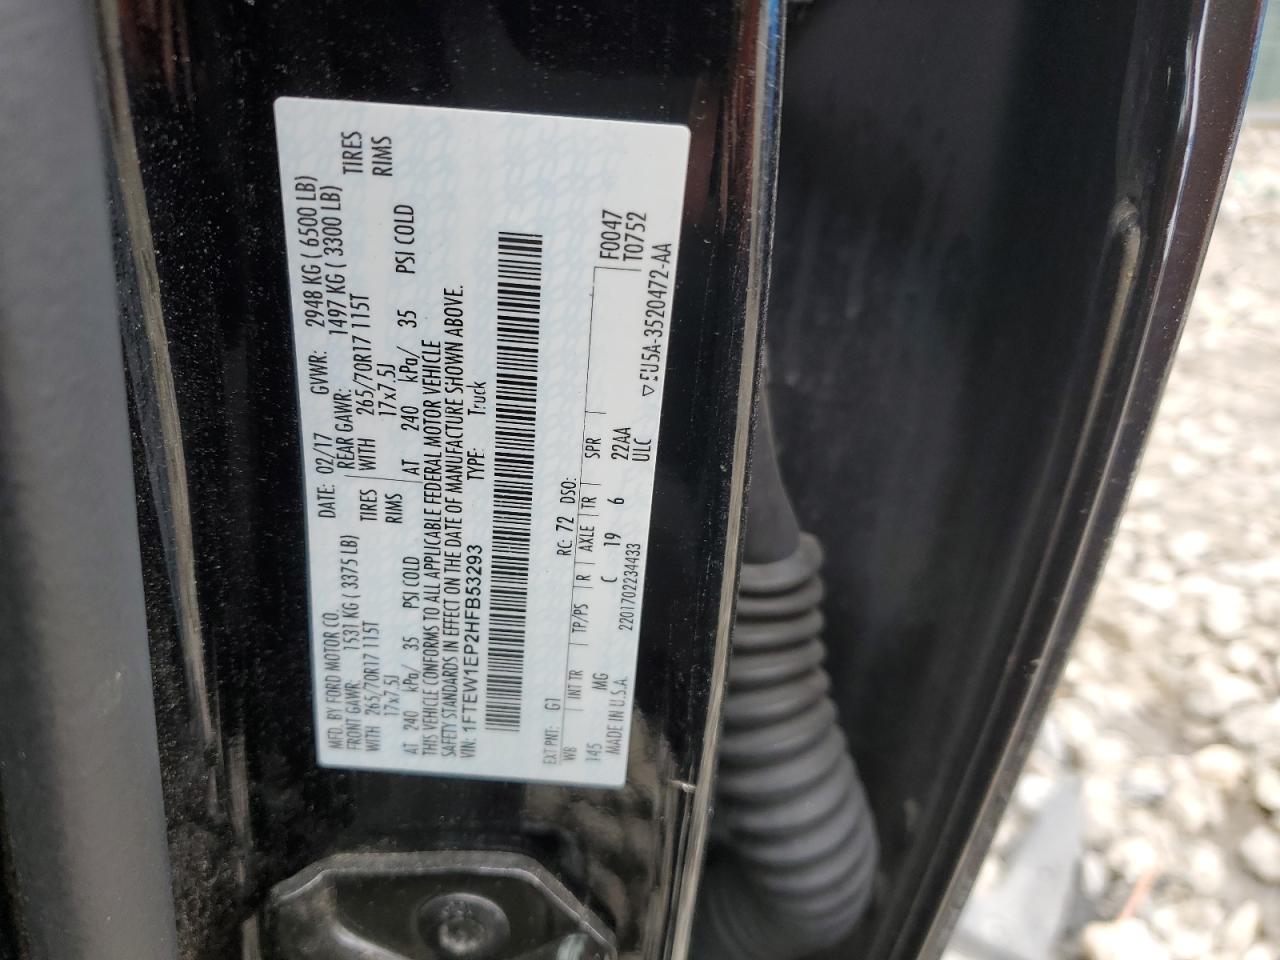 MFD. BY FORD MOTOR CO. DATE: 02/17 GVWR: 2948 KG ( 6500 LB)
FRONT GAWR: 1531 KG ( 3375 LB) REAR GAWR: 1497 KG ( 3300 LB)
WITH 265/70R17 115T TIRES WITH 265/70R17 115T TIRES
17x7.5J RIMS 17x7.5J RIMS
AT 240 kPa/ 35 PSI COLD AT 240 kPa/ 35 PSI COLD
THIS VEHICLE CONFORMS TO ALL APPLICABLE FEDERAL MOTOR VEHICLE
SAFETY STANDARDS IN EFFECT ON THE DATE OF MANUFACTURE SHOWN ABOVE.
VIN: 1FTEW1EP2HFB53293 TYPE: Truck
EXT PNT: G1 RC: 72 DSO:
WB INT TR TP/PS R AXLE TR SPR F0047
145 MG C 19 6 22AA T0752
MADE IN U.S.A. 2201702234433 ULC ▽FU5A-3520472-AA